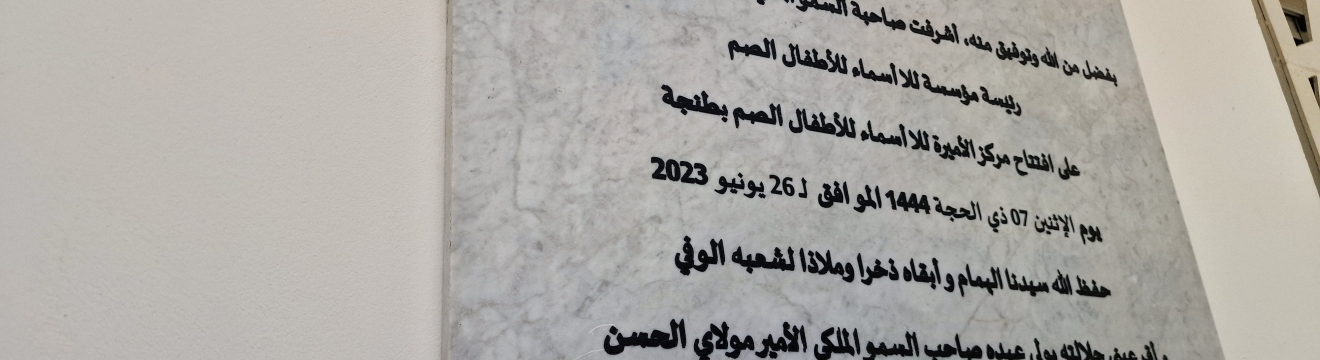 بفضل من الله وتوفيق منه، أشرفت صاحبة السمو
رئيسة مؤسسة للا أسماء للأطفال الصم
على افتتاح مركز الأميرة للا أسماء للأطفال الصم بطنجة
يوم الإثنين 07 ذي الحجة 1444 الموافق لـ 26 يونيو 2023
حفظ الله سيدنا الهمام و أبقاه ذخرا وملاذا لشعبه الوفي
و أقر عين جلالته بولي عهده صاحب السمو الملكي الأمير مولاي الحسن